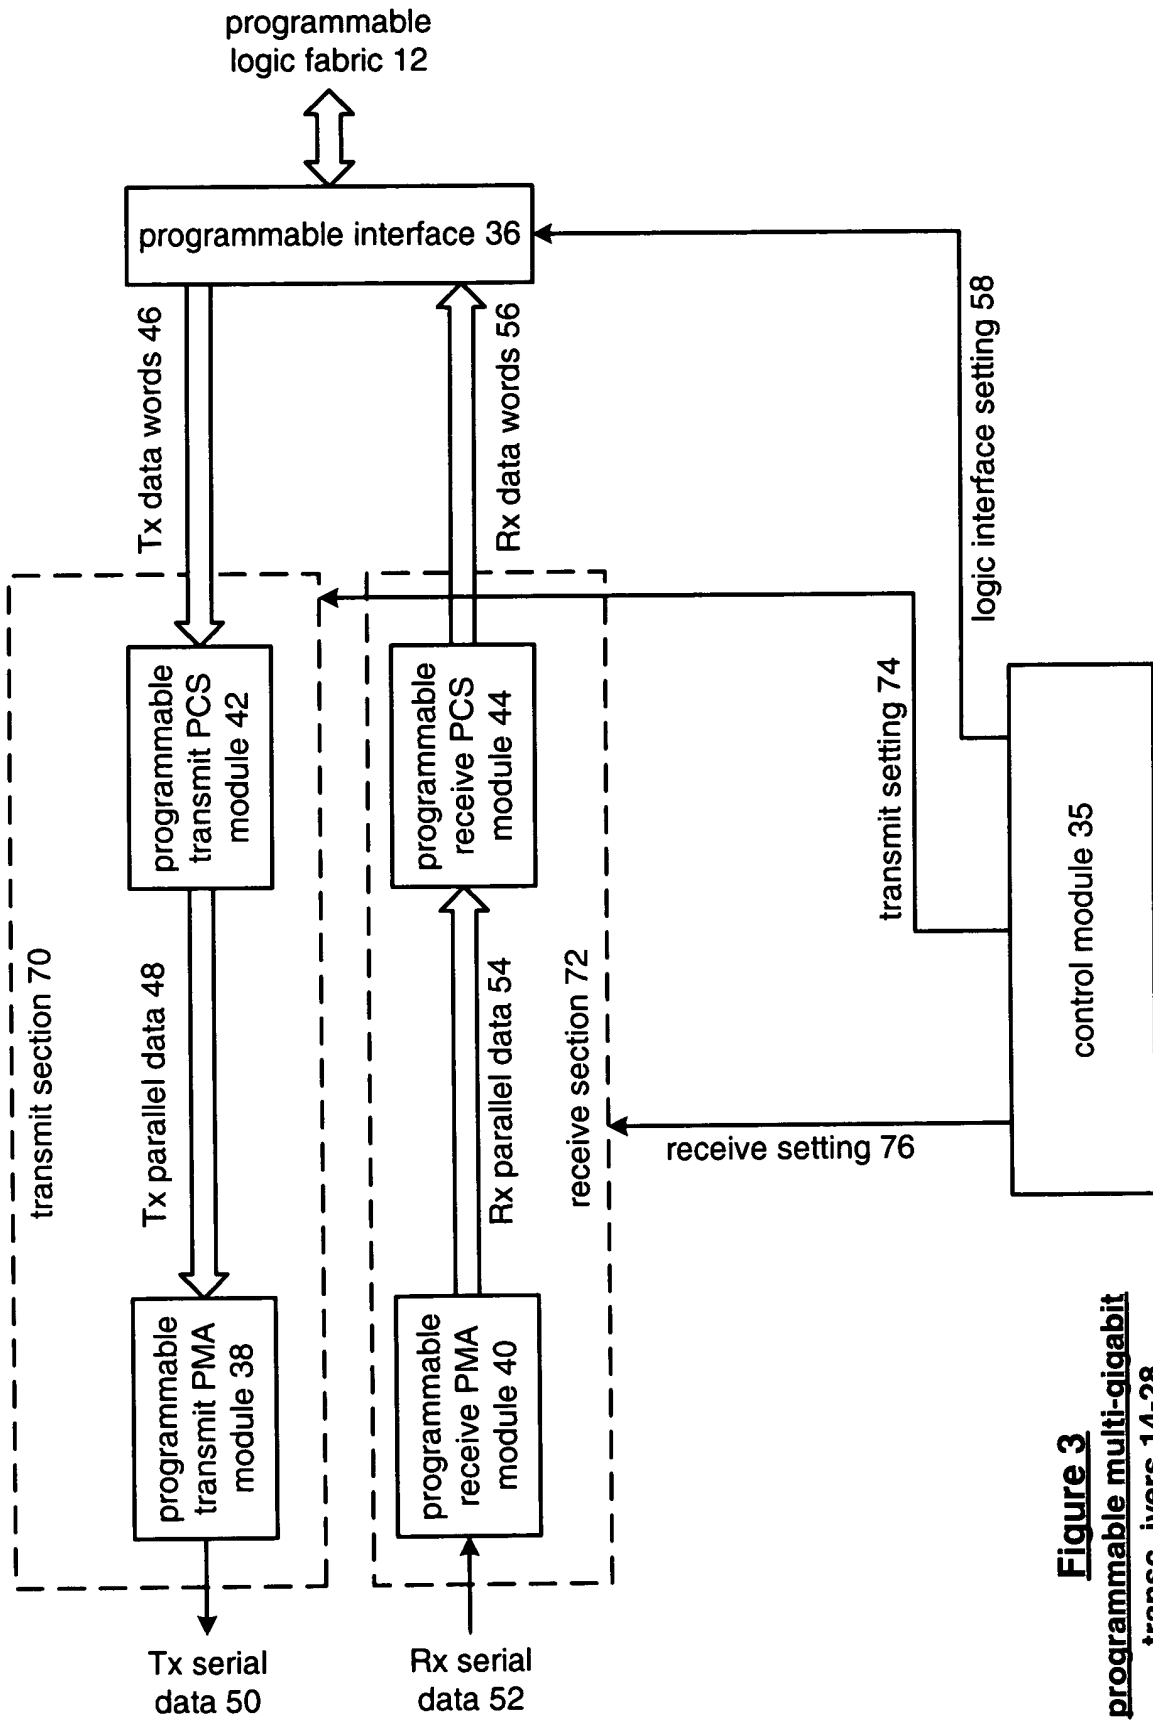 programmable
logic fabric 12
programmable interface 36
Tx data words 46
Rx data words 56
transmit section 70
programmable
transmit PCS
module 42
programmable
receive PCS
module 44
Tx parallel data 48
Rx parallel data 54
receive section 72
programmable
transmit PMA
module 38
programmable
receive PMA
module 40
Tx serial
data 50
Rx serial
data 52
logic interface setting 58
transmit setting 74
receive setting 76
control module 35
Figure 3
programmable multi-gigabit
14-28